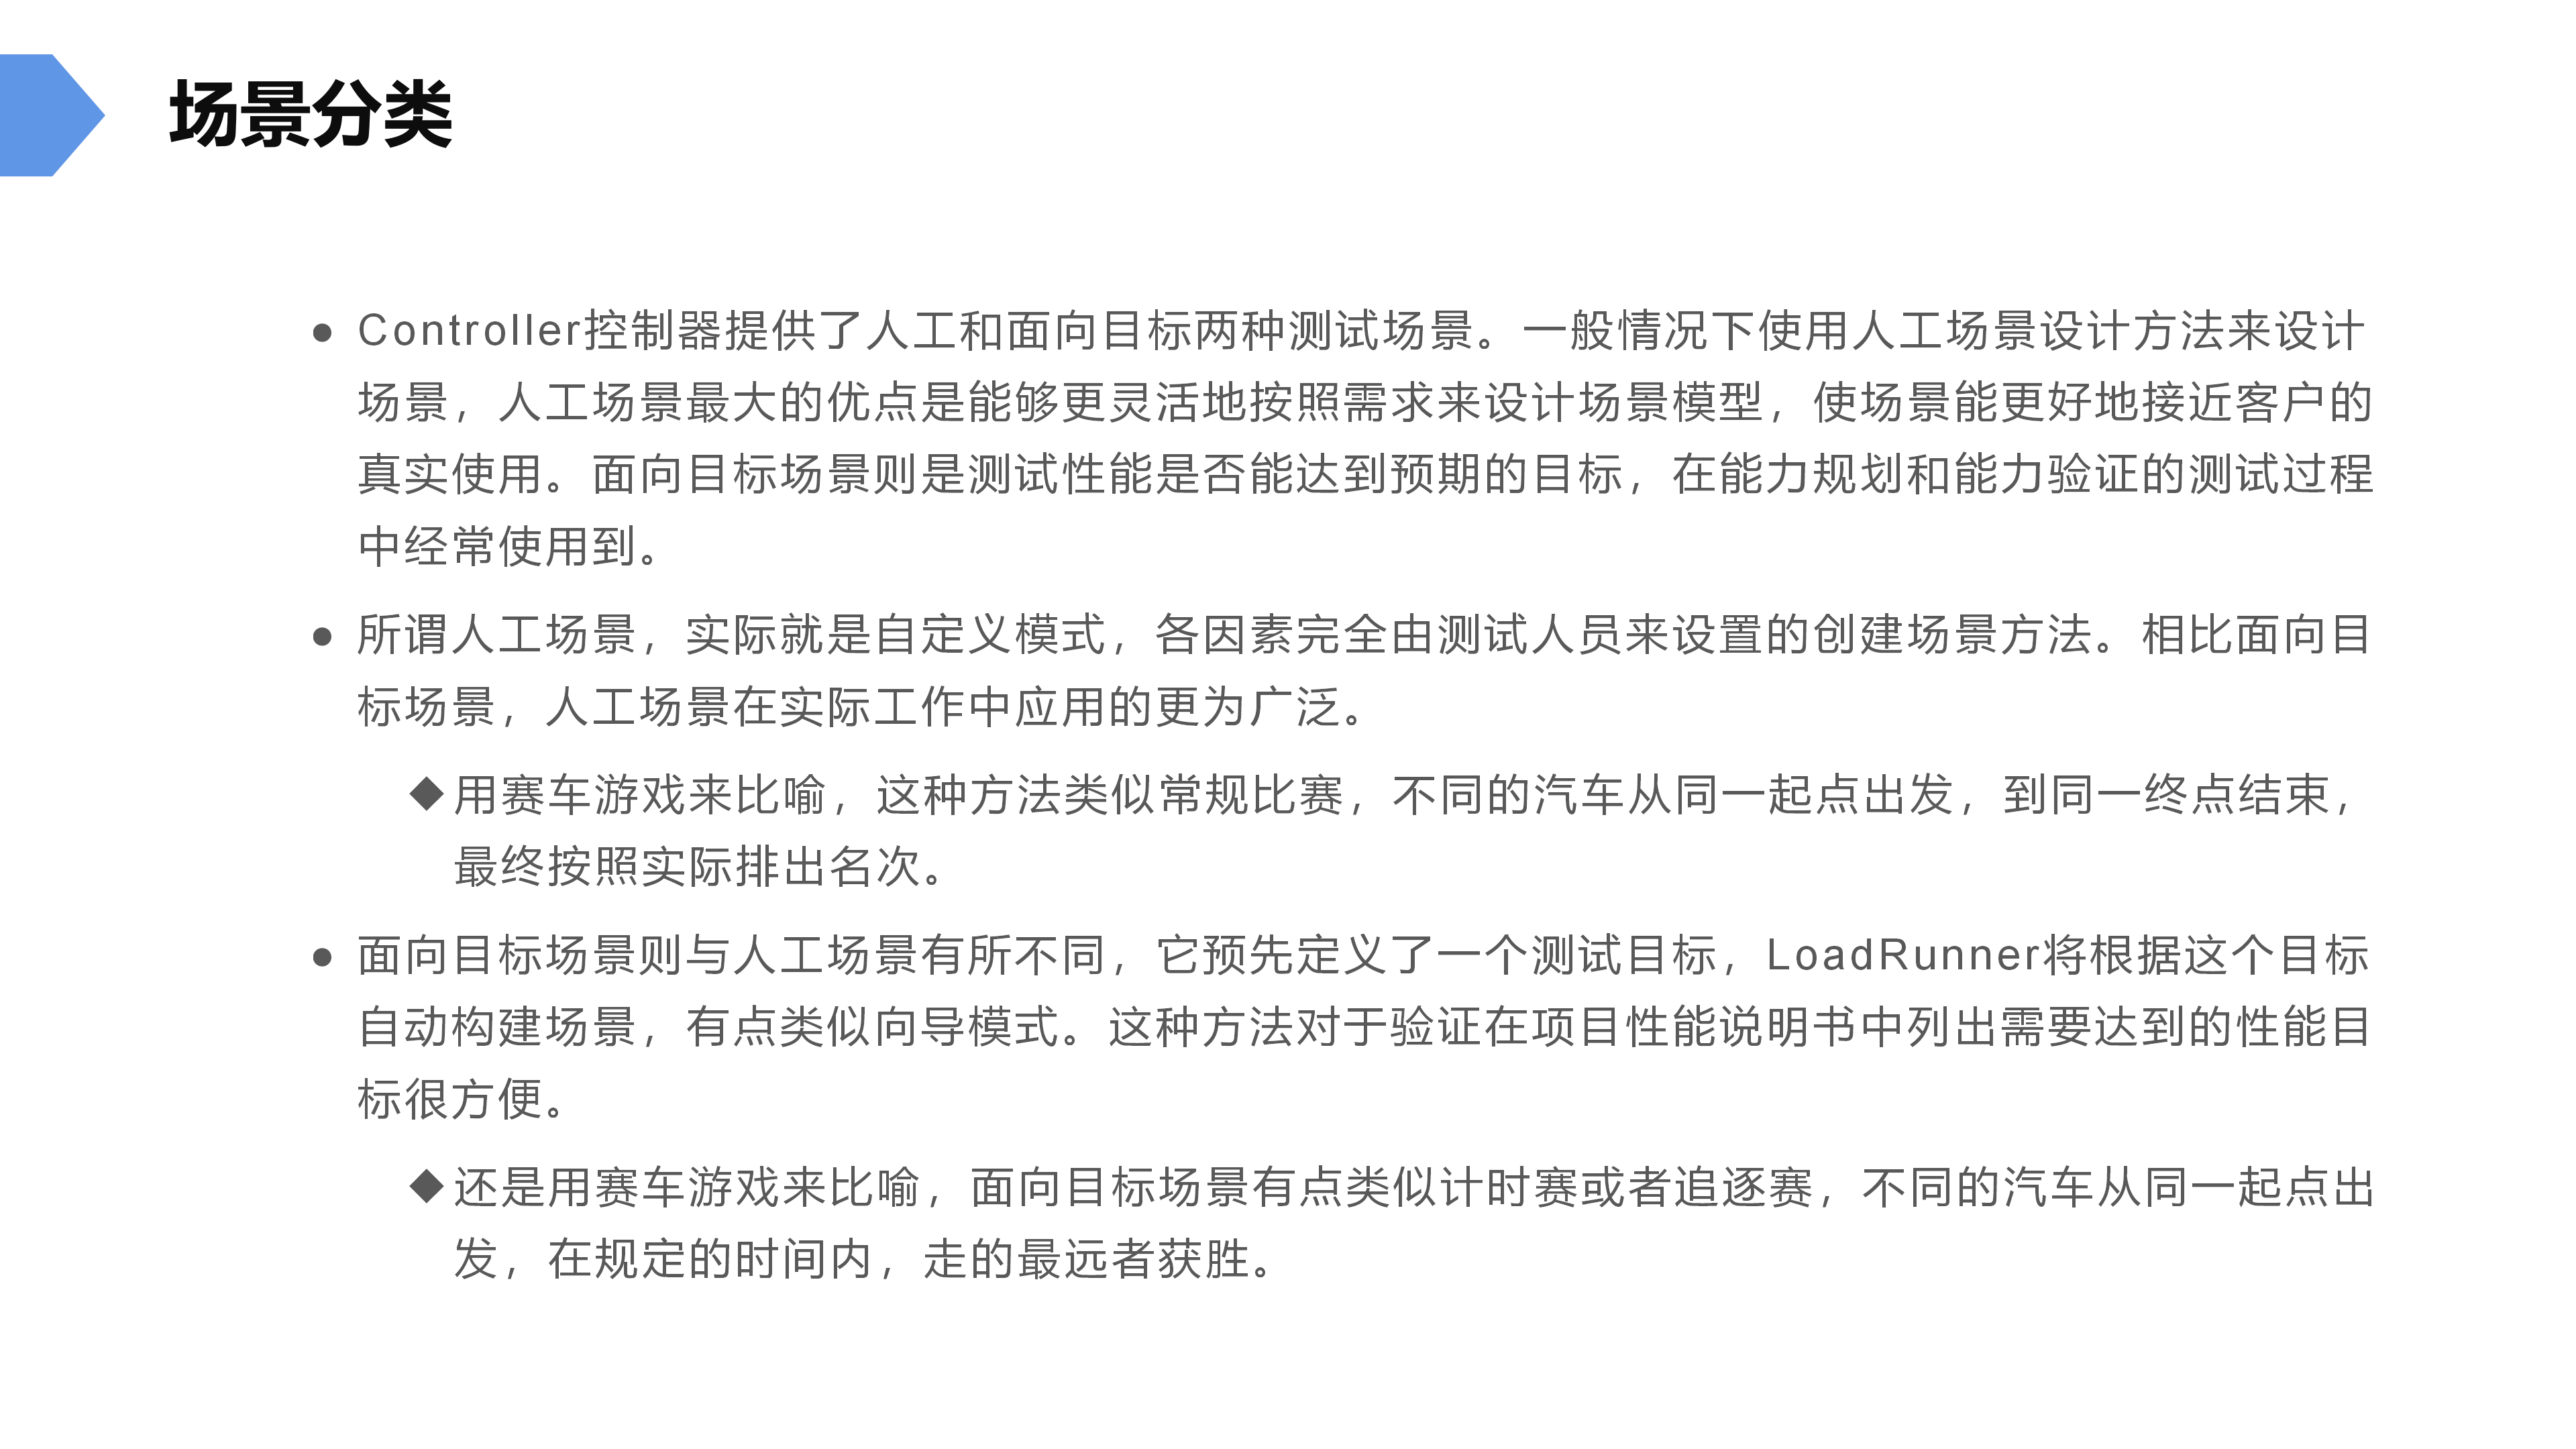 场景分类
● Controller控制器提供了人工和面向目标两种测试场景。一般情况下使用人工场景设计方法来设计
场景，人工场景最大的优点是能够更灵活地按照需求来设计场景模型，使场景能更好地接近客户的
真实使用。面向目标场景则是测试性能是否能达到预期的目标，在能力规划和能力验证的测试过程
中经常使用到。
● 所谓人工场景，实际就是自定义模式，各因素完全由测试人员来设置的创建场景方法。相比面向目
标场景，人工场景在实际工作中应用的更为广泛。
◆ 用赛车游戏来比喻，这种方法类似常规比赛，不同的汽车从同一起点出发，到同一终点结束，
最终按照实际排出名次。
● 面向目标场景则与人工场景有所不同，它预先定义了一个测试目标，LoadRunner将根据这个目标
自动构建场景，有点类似向导模式。这种方法对于验证在项目性能说明书中列出需要达到的性能目
标很方便。
◆ 还是用赛车游戏来比喻，面向目标场景有点类似计时赛或者追逐赛，不同的汽车从同一起点出
发，在规定的时间内，走的最远者获胜。